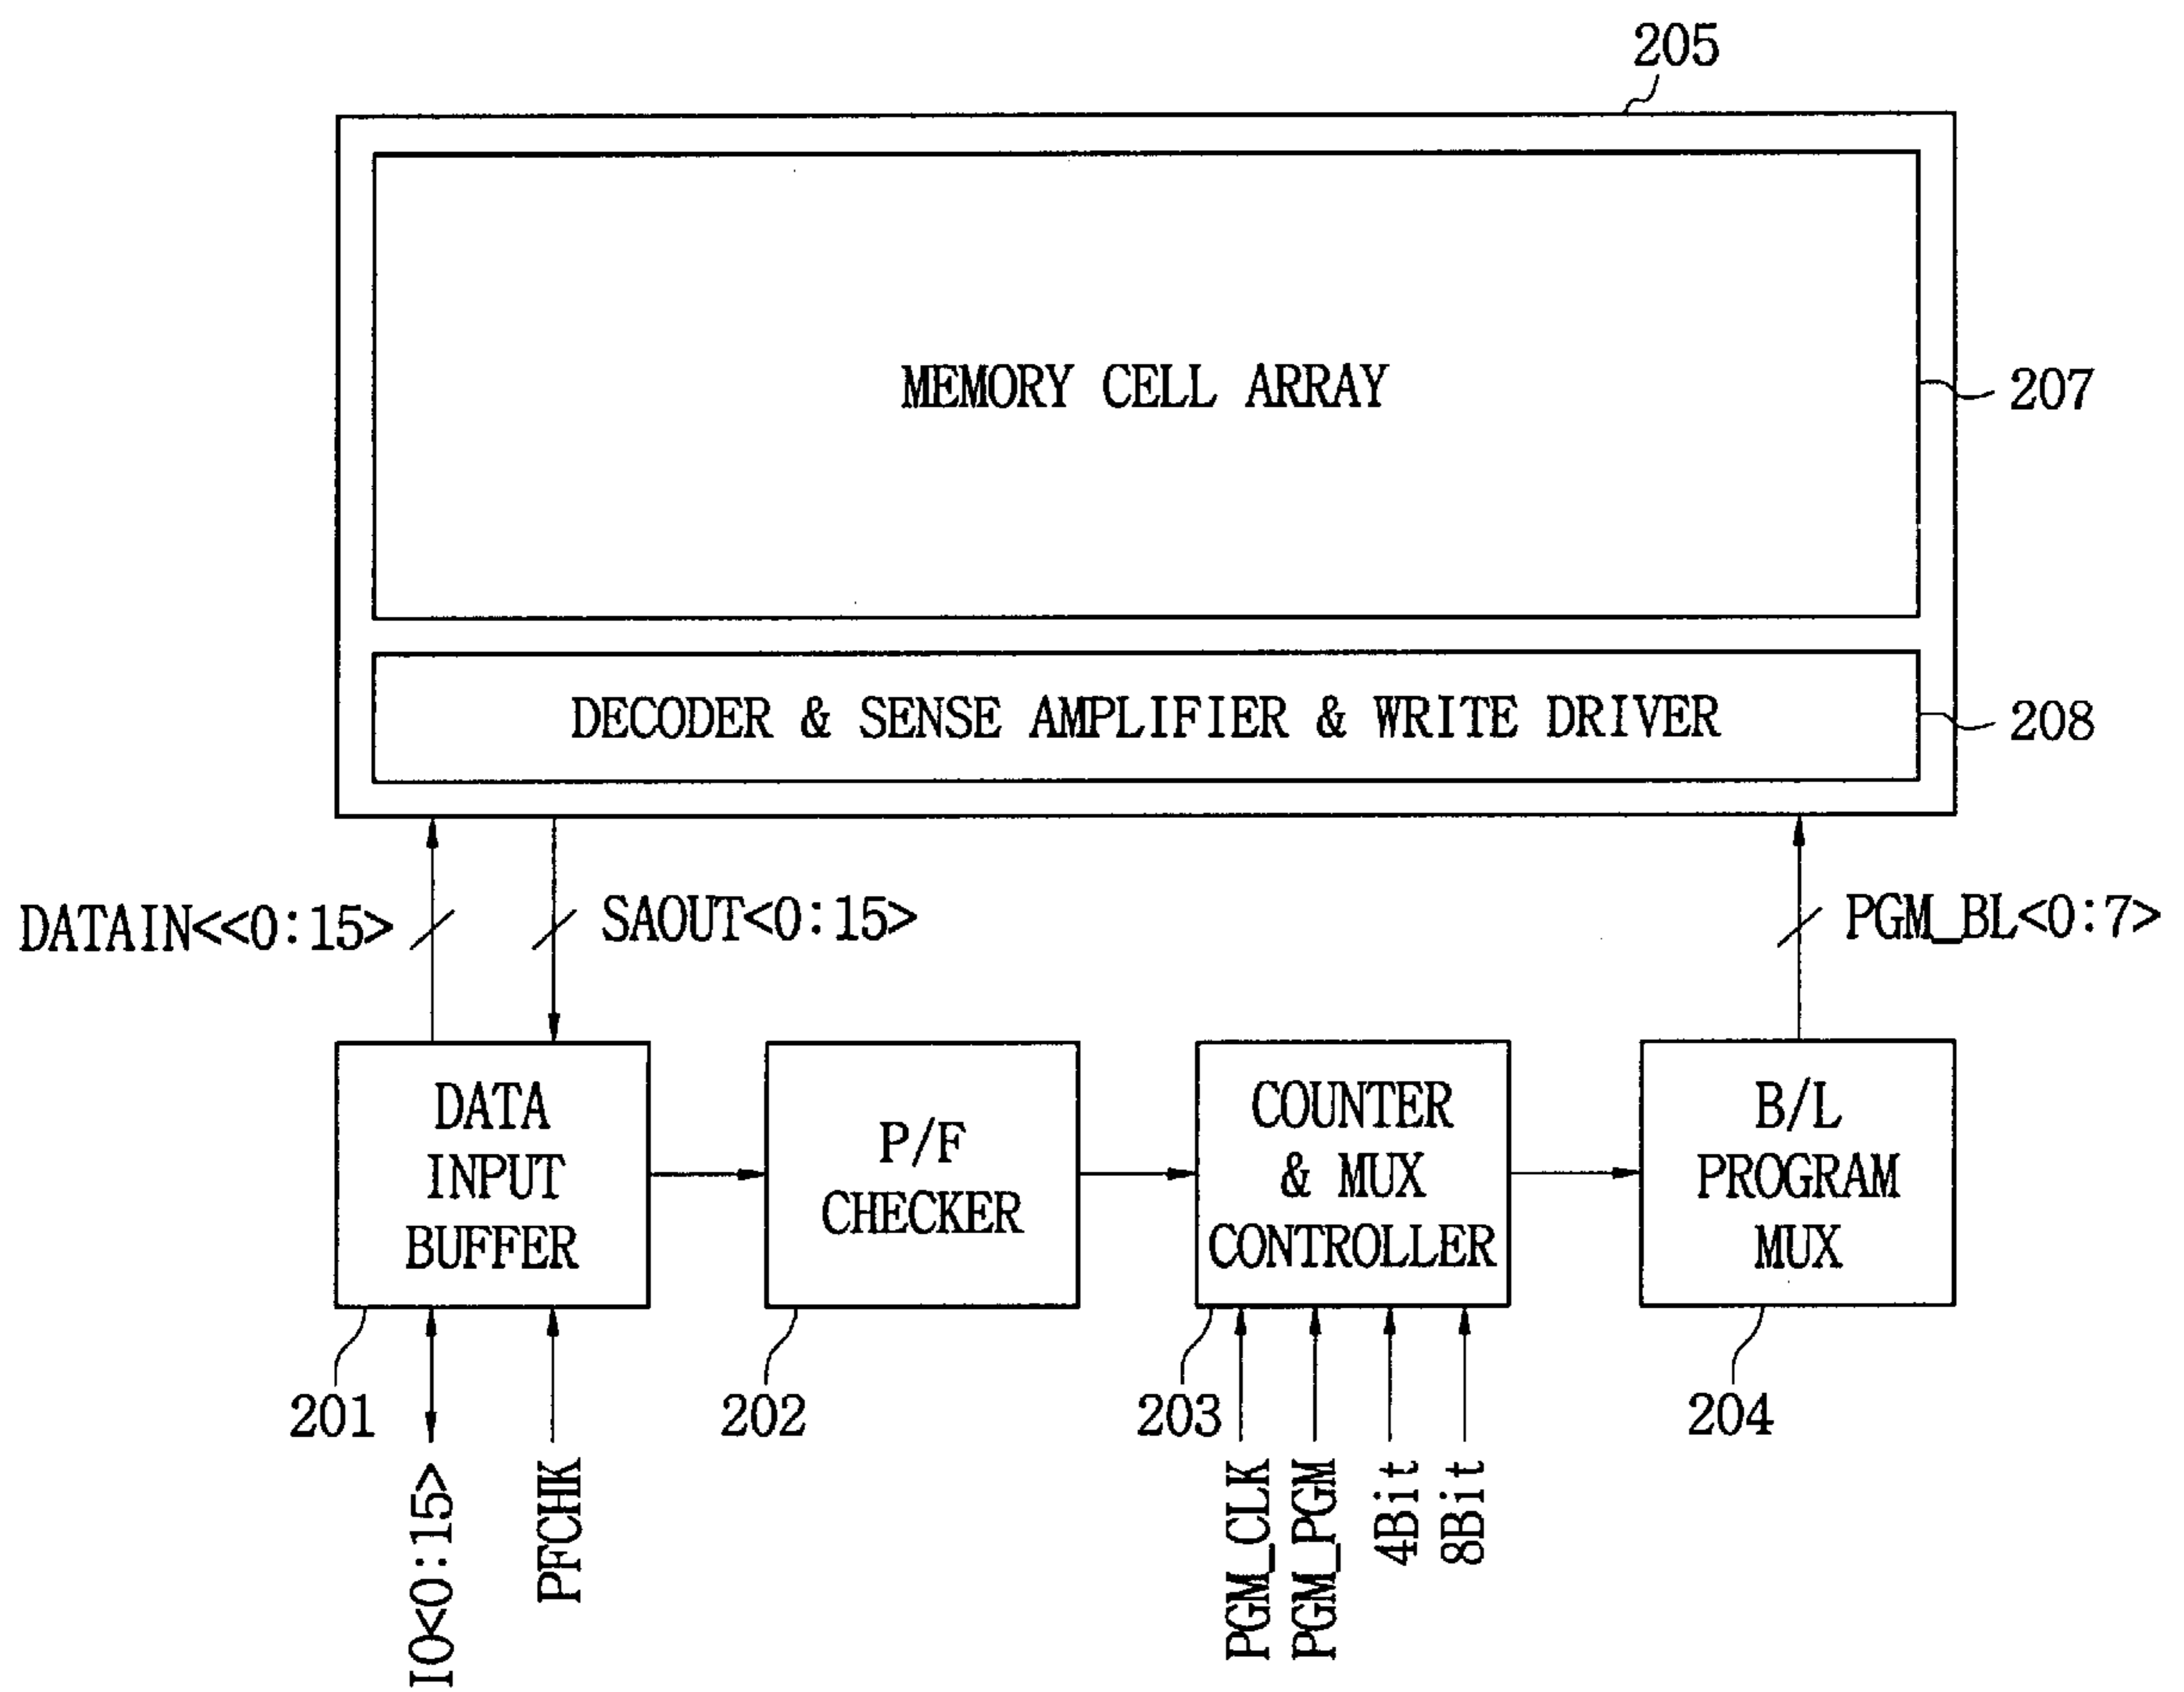 205
MEMORY CELL ARRAY
207
DECODER & SENSE AMPLIFIER & WRITE DRIVER
208
DATAIN<<0:15>
SAOUT<0:15>
PGM_BL<0:7>
DATA
INPUT
BUFFER
P/F
CHECKER
COUNTER
& MUX
CONTROLLER
B/L
PROGRAM
MUX
201
202
203
204
IO<0:15>
PFCHK
PGM_CLK
PGM_PGM
4Bit
8Bit